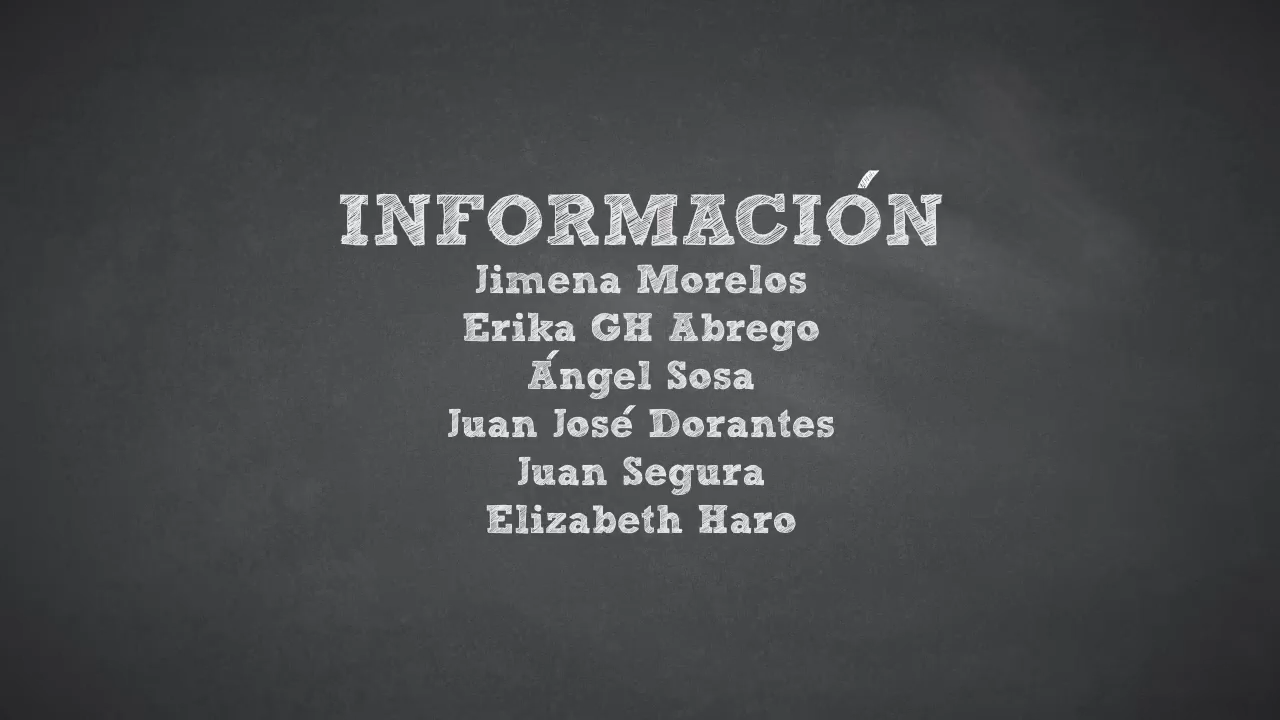 INFORMACIÓN
Jimena Morelos
Erika GH Abrego
Ángel Sosa
Juan José Dorantes
Juan Segura
Elizabeth Haro